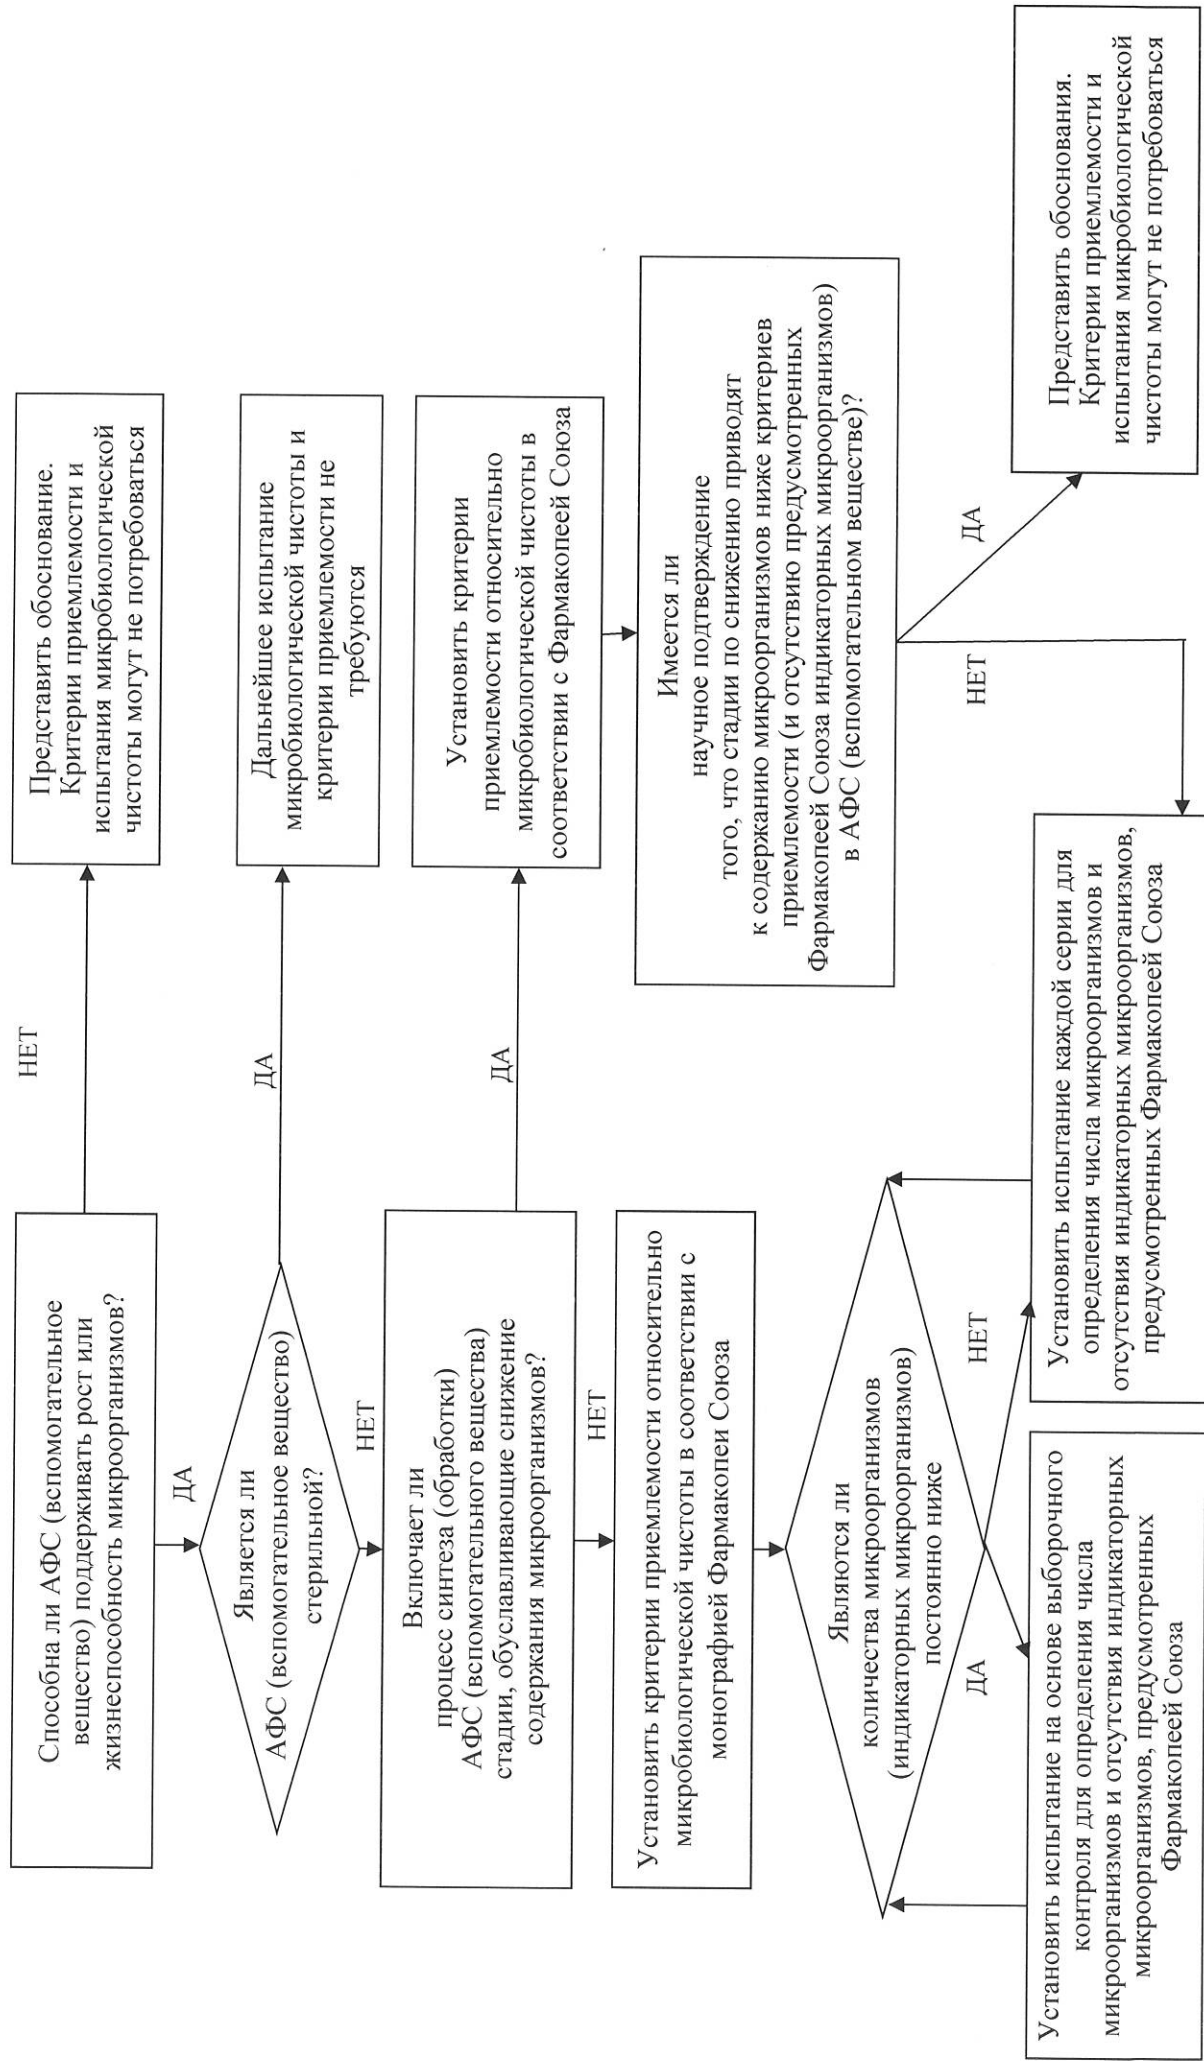 Способна ли АФС (вспомогательное
вещество) поддерживать рост или
жизнеспособность микроорганизмов?
НЕТ
Представить обоснование.
Критерии приемлемости и
испытания микробиологической
чистоты могут не потребоваться
ДА
Является ли
АФС (вспомогательное вещество)
стерильной?
ДА
Дальнейшее испытание
микробиологической чистоты и
критерии приемлемости не
требуются
НЕТ
Включает ли
процесс синтеза (обработки)
АФС (вспомогательного вещества)
стадии, обуславливающие снижение
содержания микроорганизмов?
ДА
Установить критерии
приемлемости относительно
микробиологической чистоты в
соответствии с Фармакопеей Союза
НЕТ
Установить критерии приемлемости относительно
микробиологической чистоты в соответствии с
монографией Фармакопеи Союза
Имеется ли
научное подтверждение
того, что стадии по снижению приводят
к содержанию микроорганизмов ниже критериев
приемлемости (и отсутствию предусмотренных
Фармакопеей Союза индикаторных микроорганизмов)
в АФС (вспомогательном веществе)?
Являются ли
количества микроорганизмов
(индикаторных микроорганизмов)
постоянно ниже
ДА
НЕТ
НЕТ
ДА
Установить испытание на основе выборочного
контроля для определения числа
микроорганизмов и отсутствия индикаторных
микроорганизмов, предусмотренных
Фармакопеей Союза
Установить испытание каждой серии для
определения числа микроорганизмов и
отсутствия индикаторных микроорганизмов,
предусмотренных Фармакопеей Союза
Представить обоснования.
Критерии приемлемости и
испытания микробиологической
чистоты могут не потребоваться